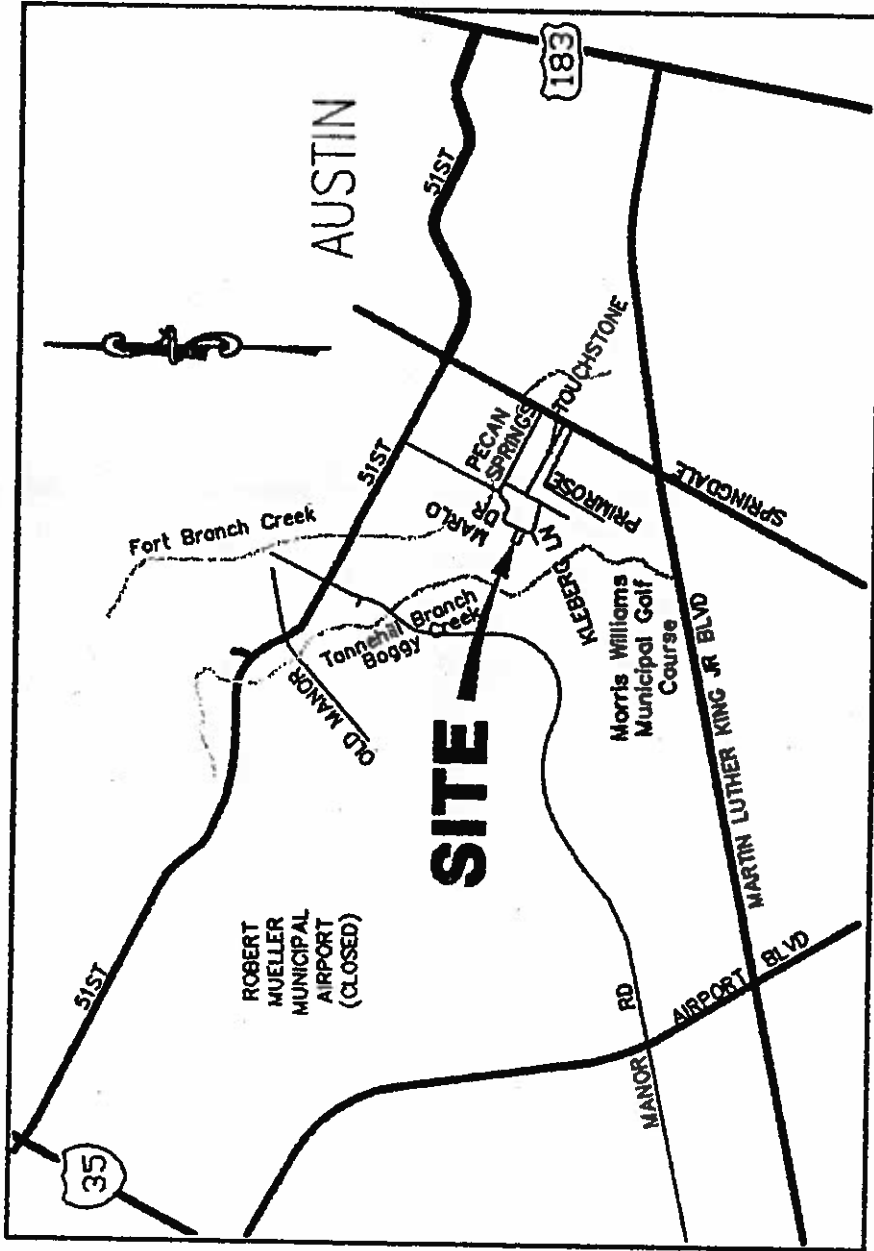 35
51ST
ROBERT
MUELLER
MUNICIPAL
AIRPORT
(CLOSED)
MANOR RD
AIRPORT BLVD
MARTIN LUTHER KING JR BLVD
OLD MANOR
Fort Branch Creek
Tannehill Branch
Boggy Creek
SITE
Morris Williams
Municipal Golf
Course
KLEBERG LN
MARLO
DR
51ST
PECAN
SPRINGS
PRIMROSE
TOUCHSTONE
SPRINGDALE
AUSTIN
51ST
183